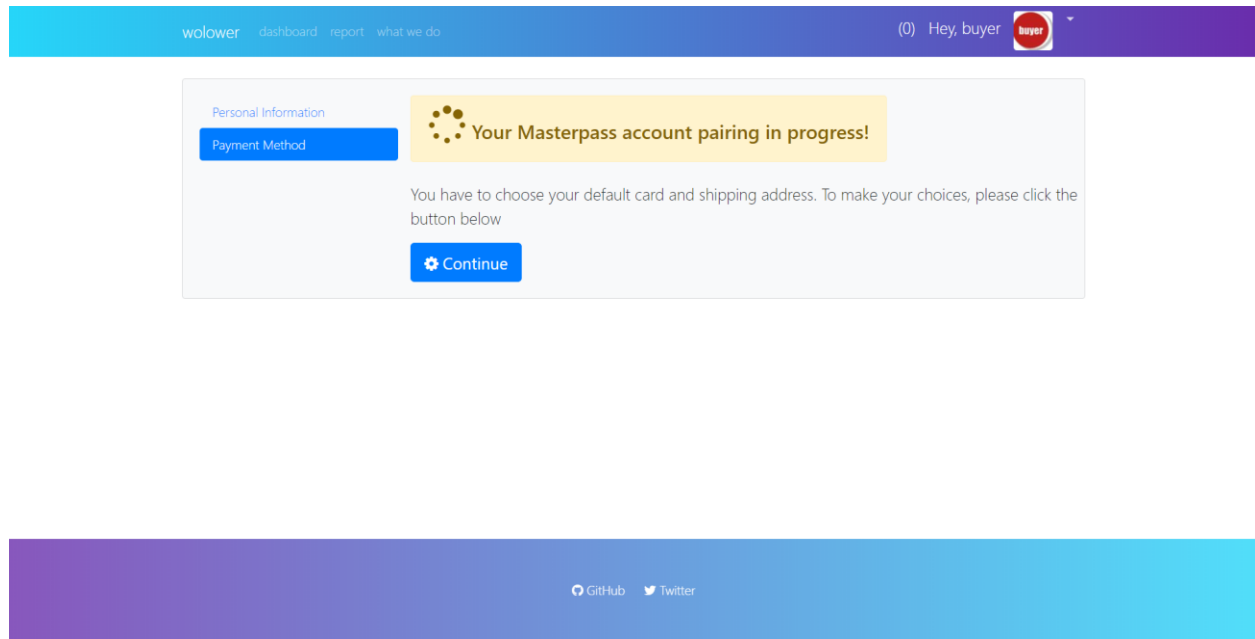 wolower dashboard report what we do (0) Hey, buyer buyer
Personal Information
Payment Method
Your Masterpass account pairing in progress!
You have to choose your default card and shipping address. To make your choices, please click the
button below
Continue
GitHub Twitter